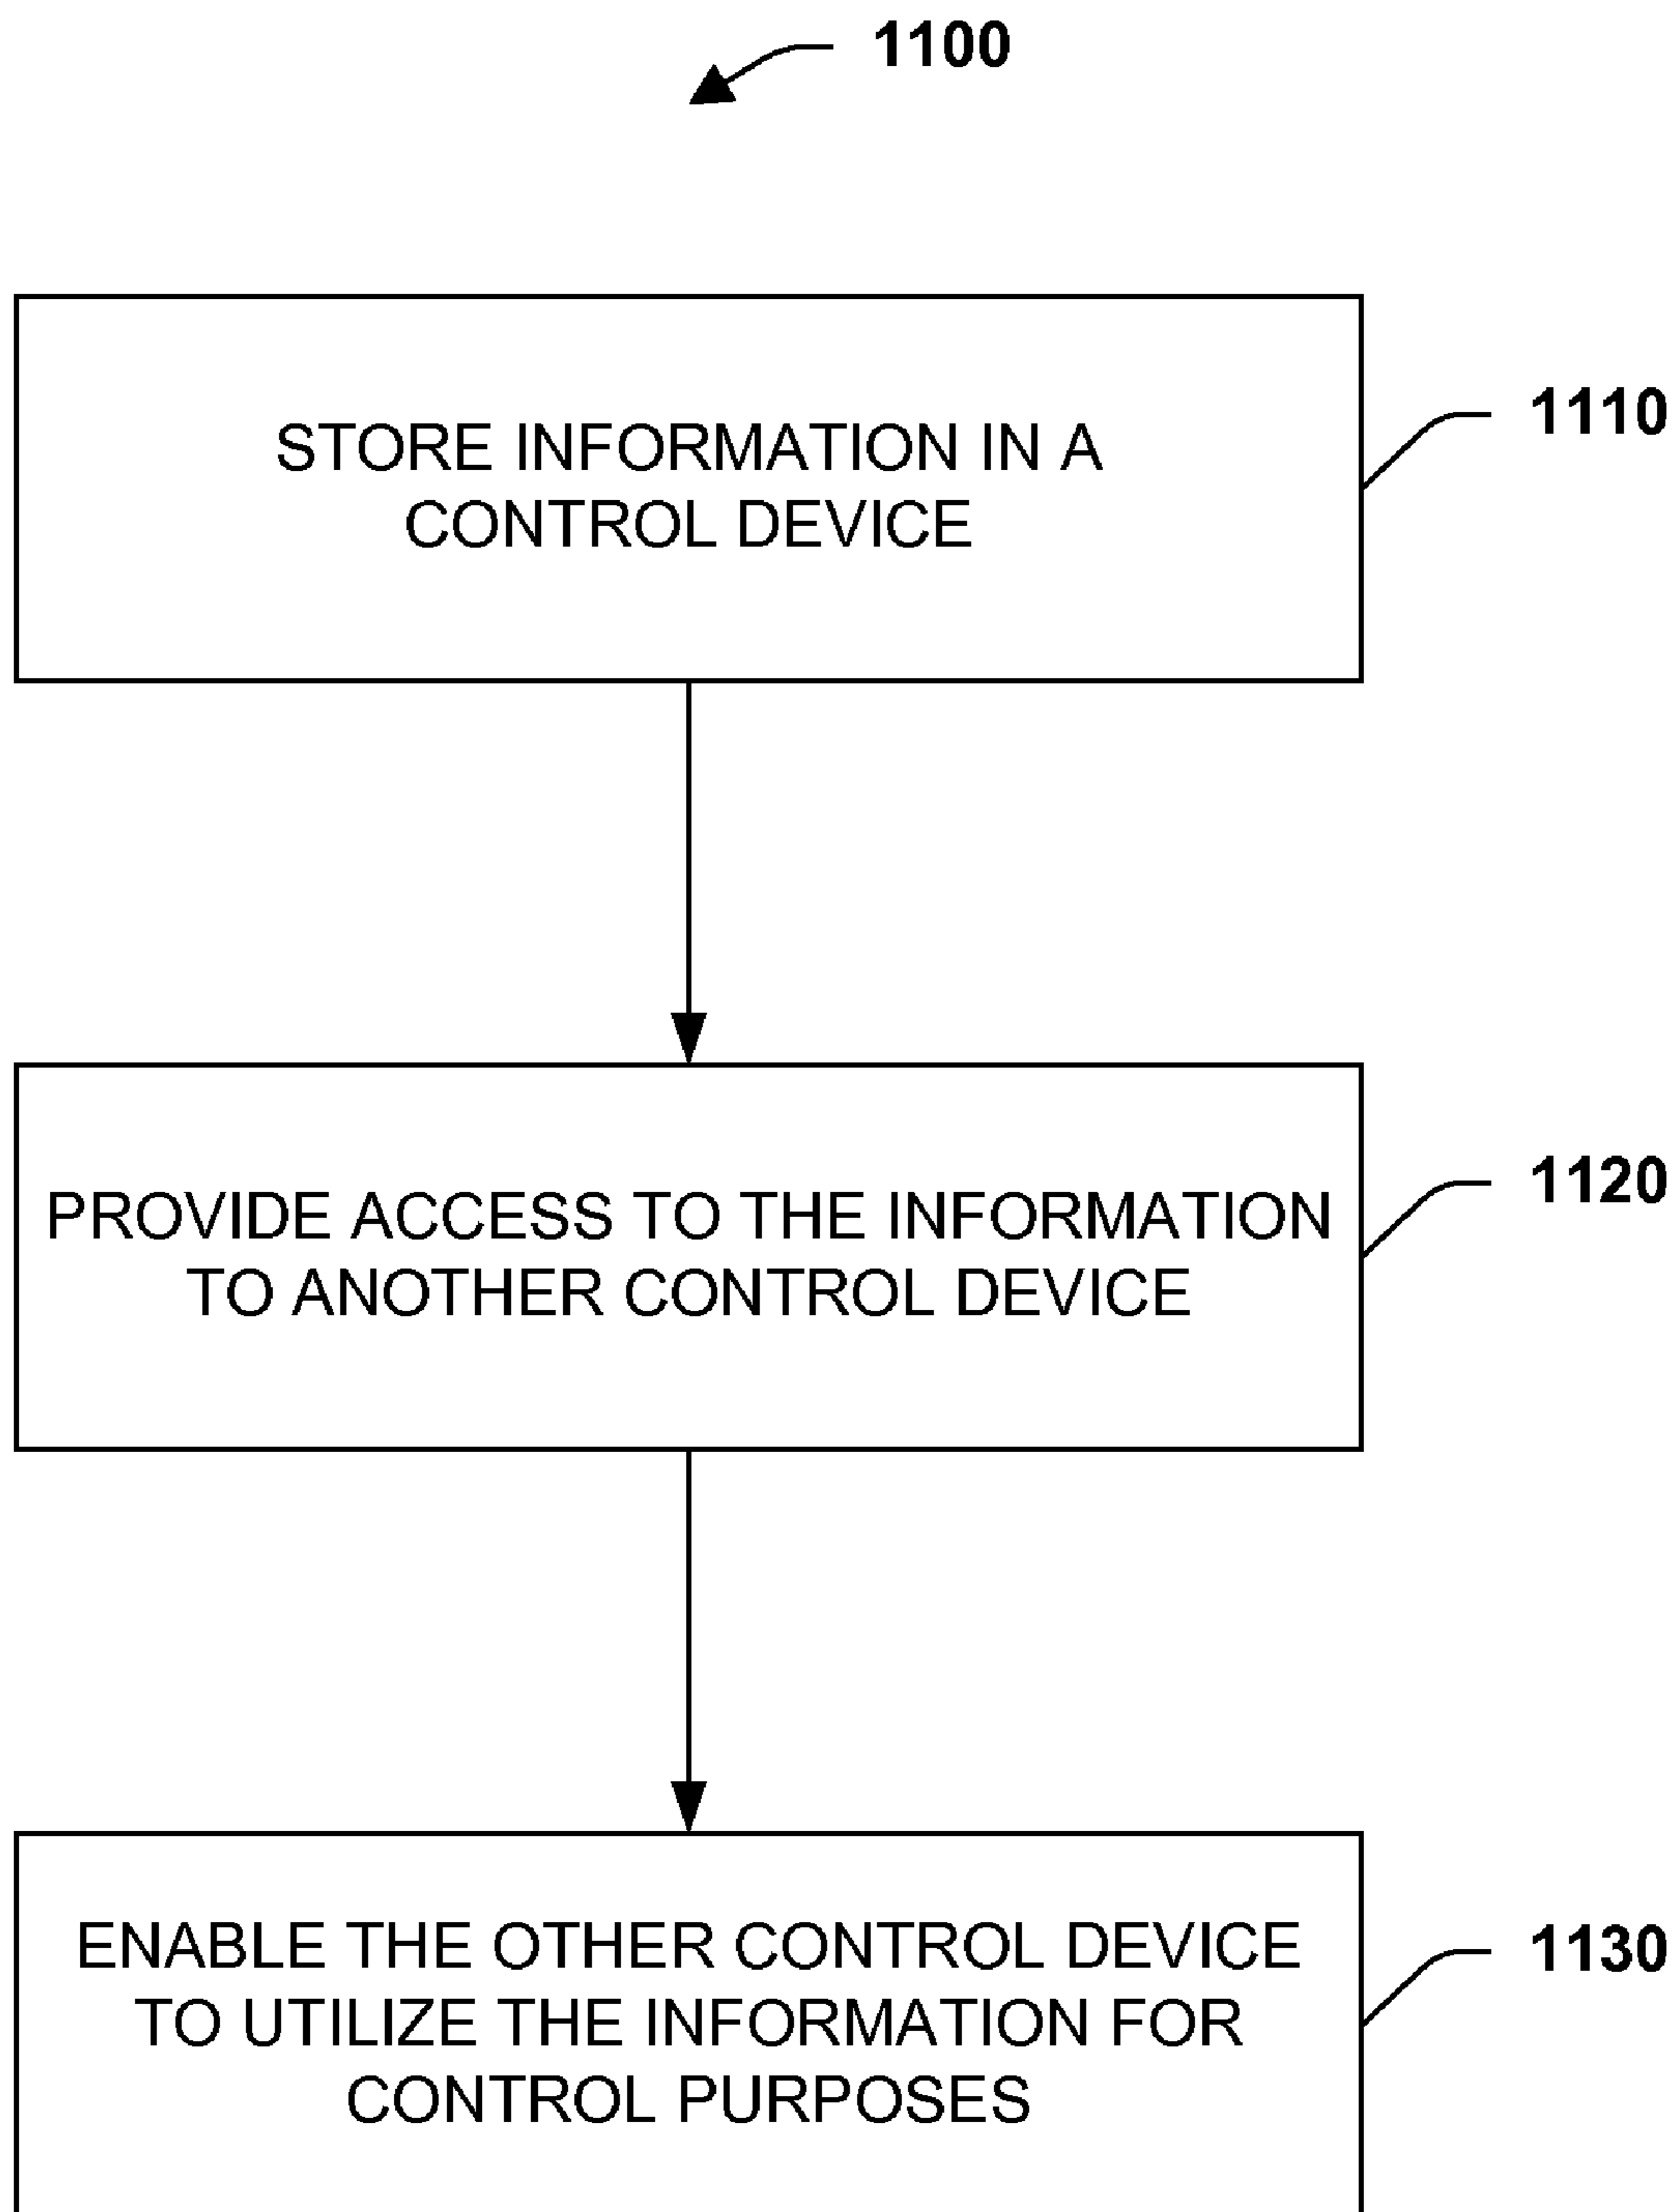 1100
STORE INFORMATION IN A
CONTROL DEVICE
1110
PROVIDE ACCESS TO THE INFORMATION
TO ANOTHER CONTROL DEVICE
1120
ENABLE THE OTHER CONTROL DEVICE
TO UTILIZE THE INFORMATION FOR
CONTROL PURPOSES
1130